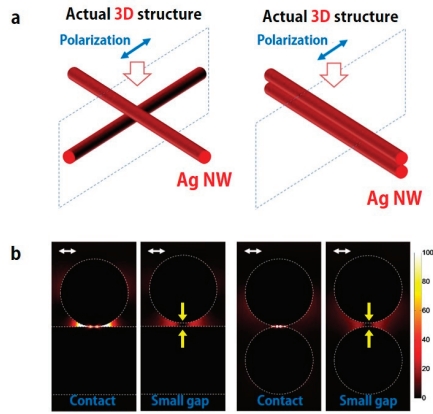 a
Actual 3D structure
Polarization
Ag NW
Actual 3D structure
Polarization
Ag NW
b
Contact
Small gap
Contact
Small gap
100
80
60
40
20
0